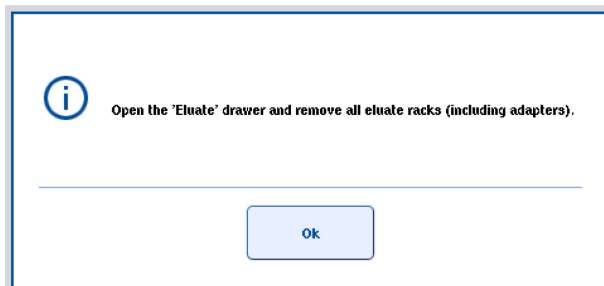 Open the 'Eluate' drawer and remove all eluate racks (including adapters).
Ok